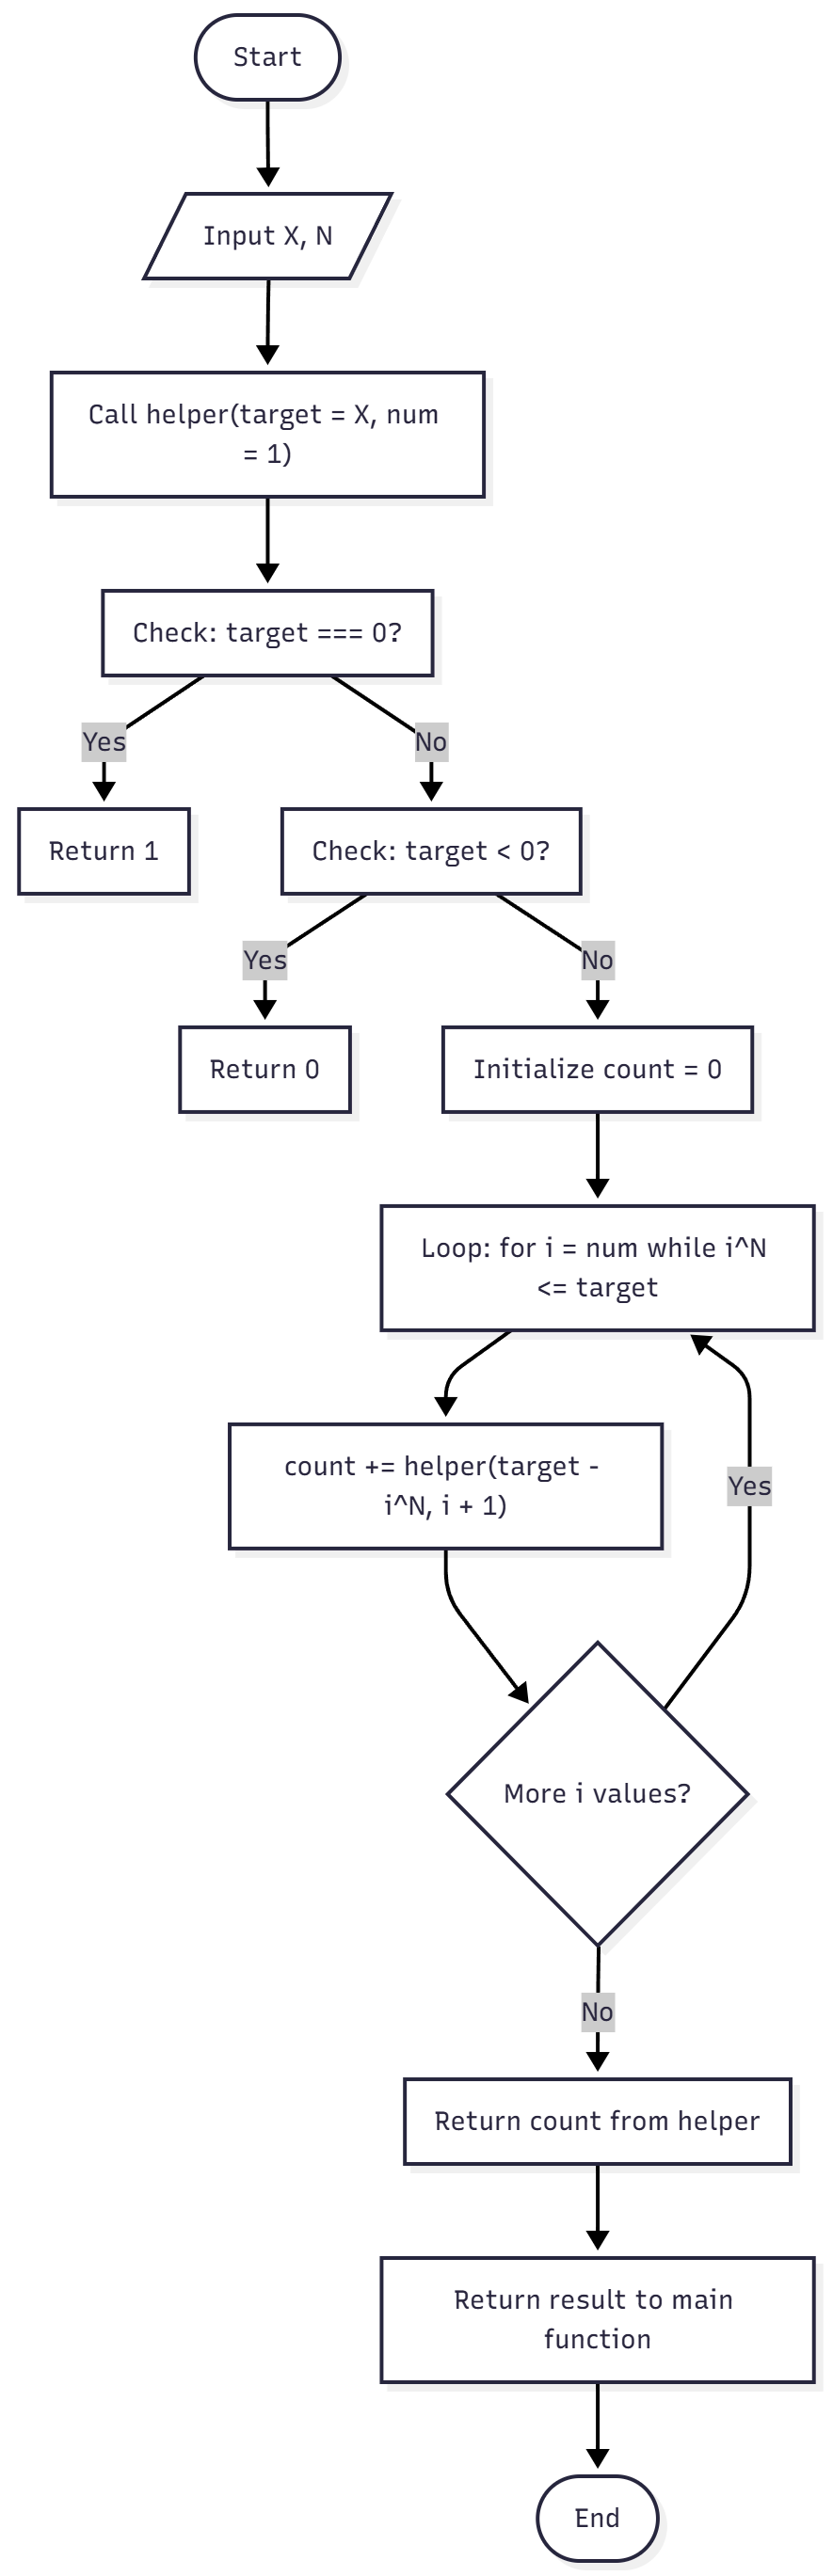 Start
Input X, N
Call helper(target = X, num
= 1)
Check: target === 0?
Yes
No
Return 1
Check: target < 0?
Yes
No
Return 0
Initialize count = 0
Loop: for i = num while i^N
<= target
count += helper(target -
i^N, i + 1)
Yes
More i values?
No
Return count from helper
Return result to main
function
End